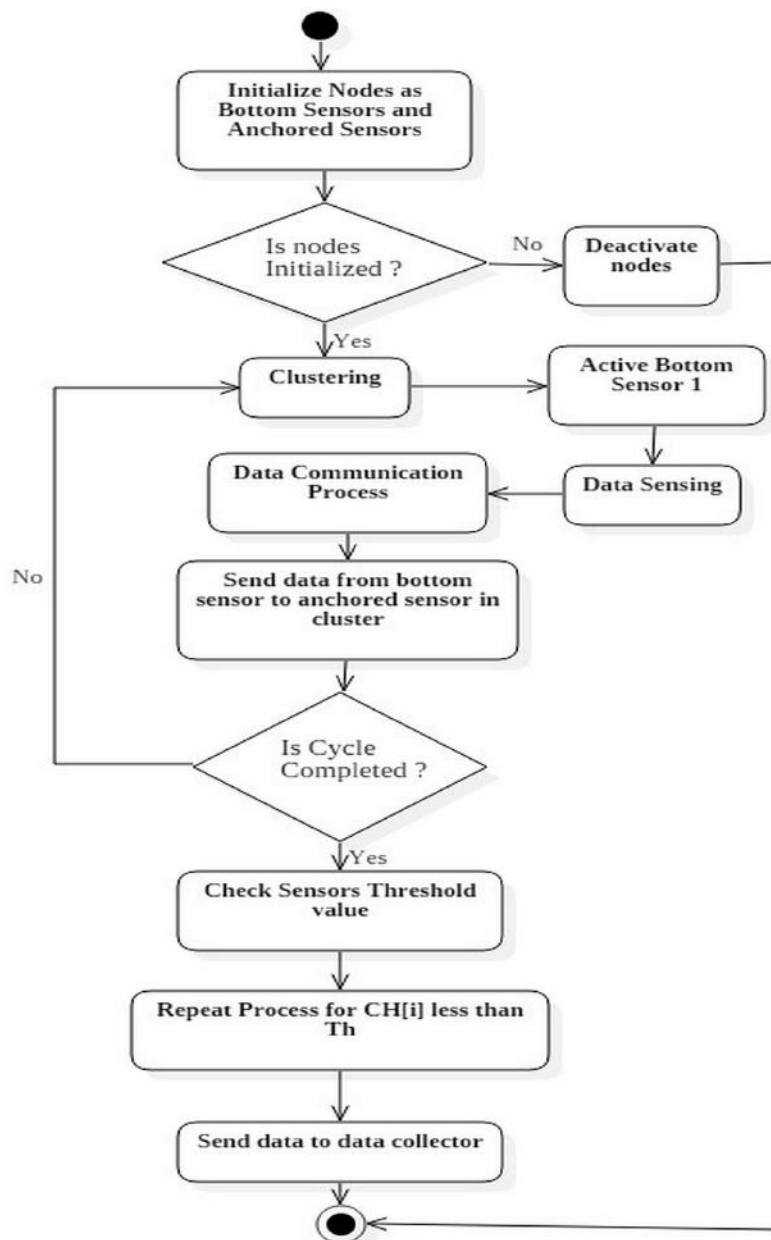 Initialize Nodes as
Bottom Sensors and
Anchored Sensors
Is nodes
Initialized ?
No
Deactivate
nodes
Yes
Clustering
Active Bottom
Sensor 1
Data Sensing
Data Communication
Process
Send data from bottom
sensor to anchored sensor in
cluster
No
Is Cycle
Completed ?
Yes
Check Sensors Threshold
value
Repeat Process for CH[i] less than
Th
Send data to data collector